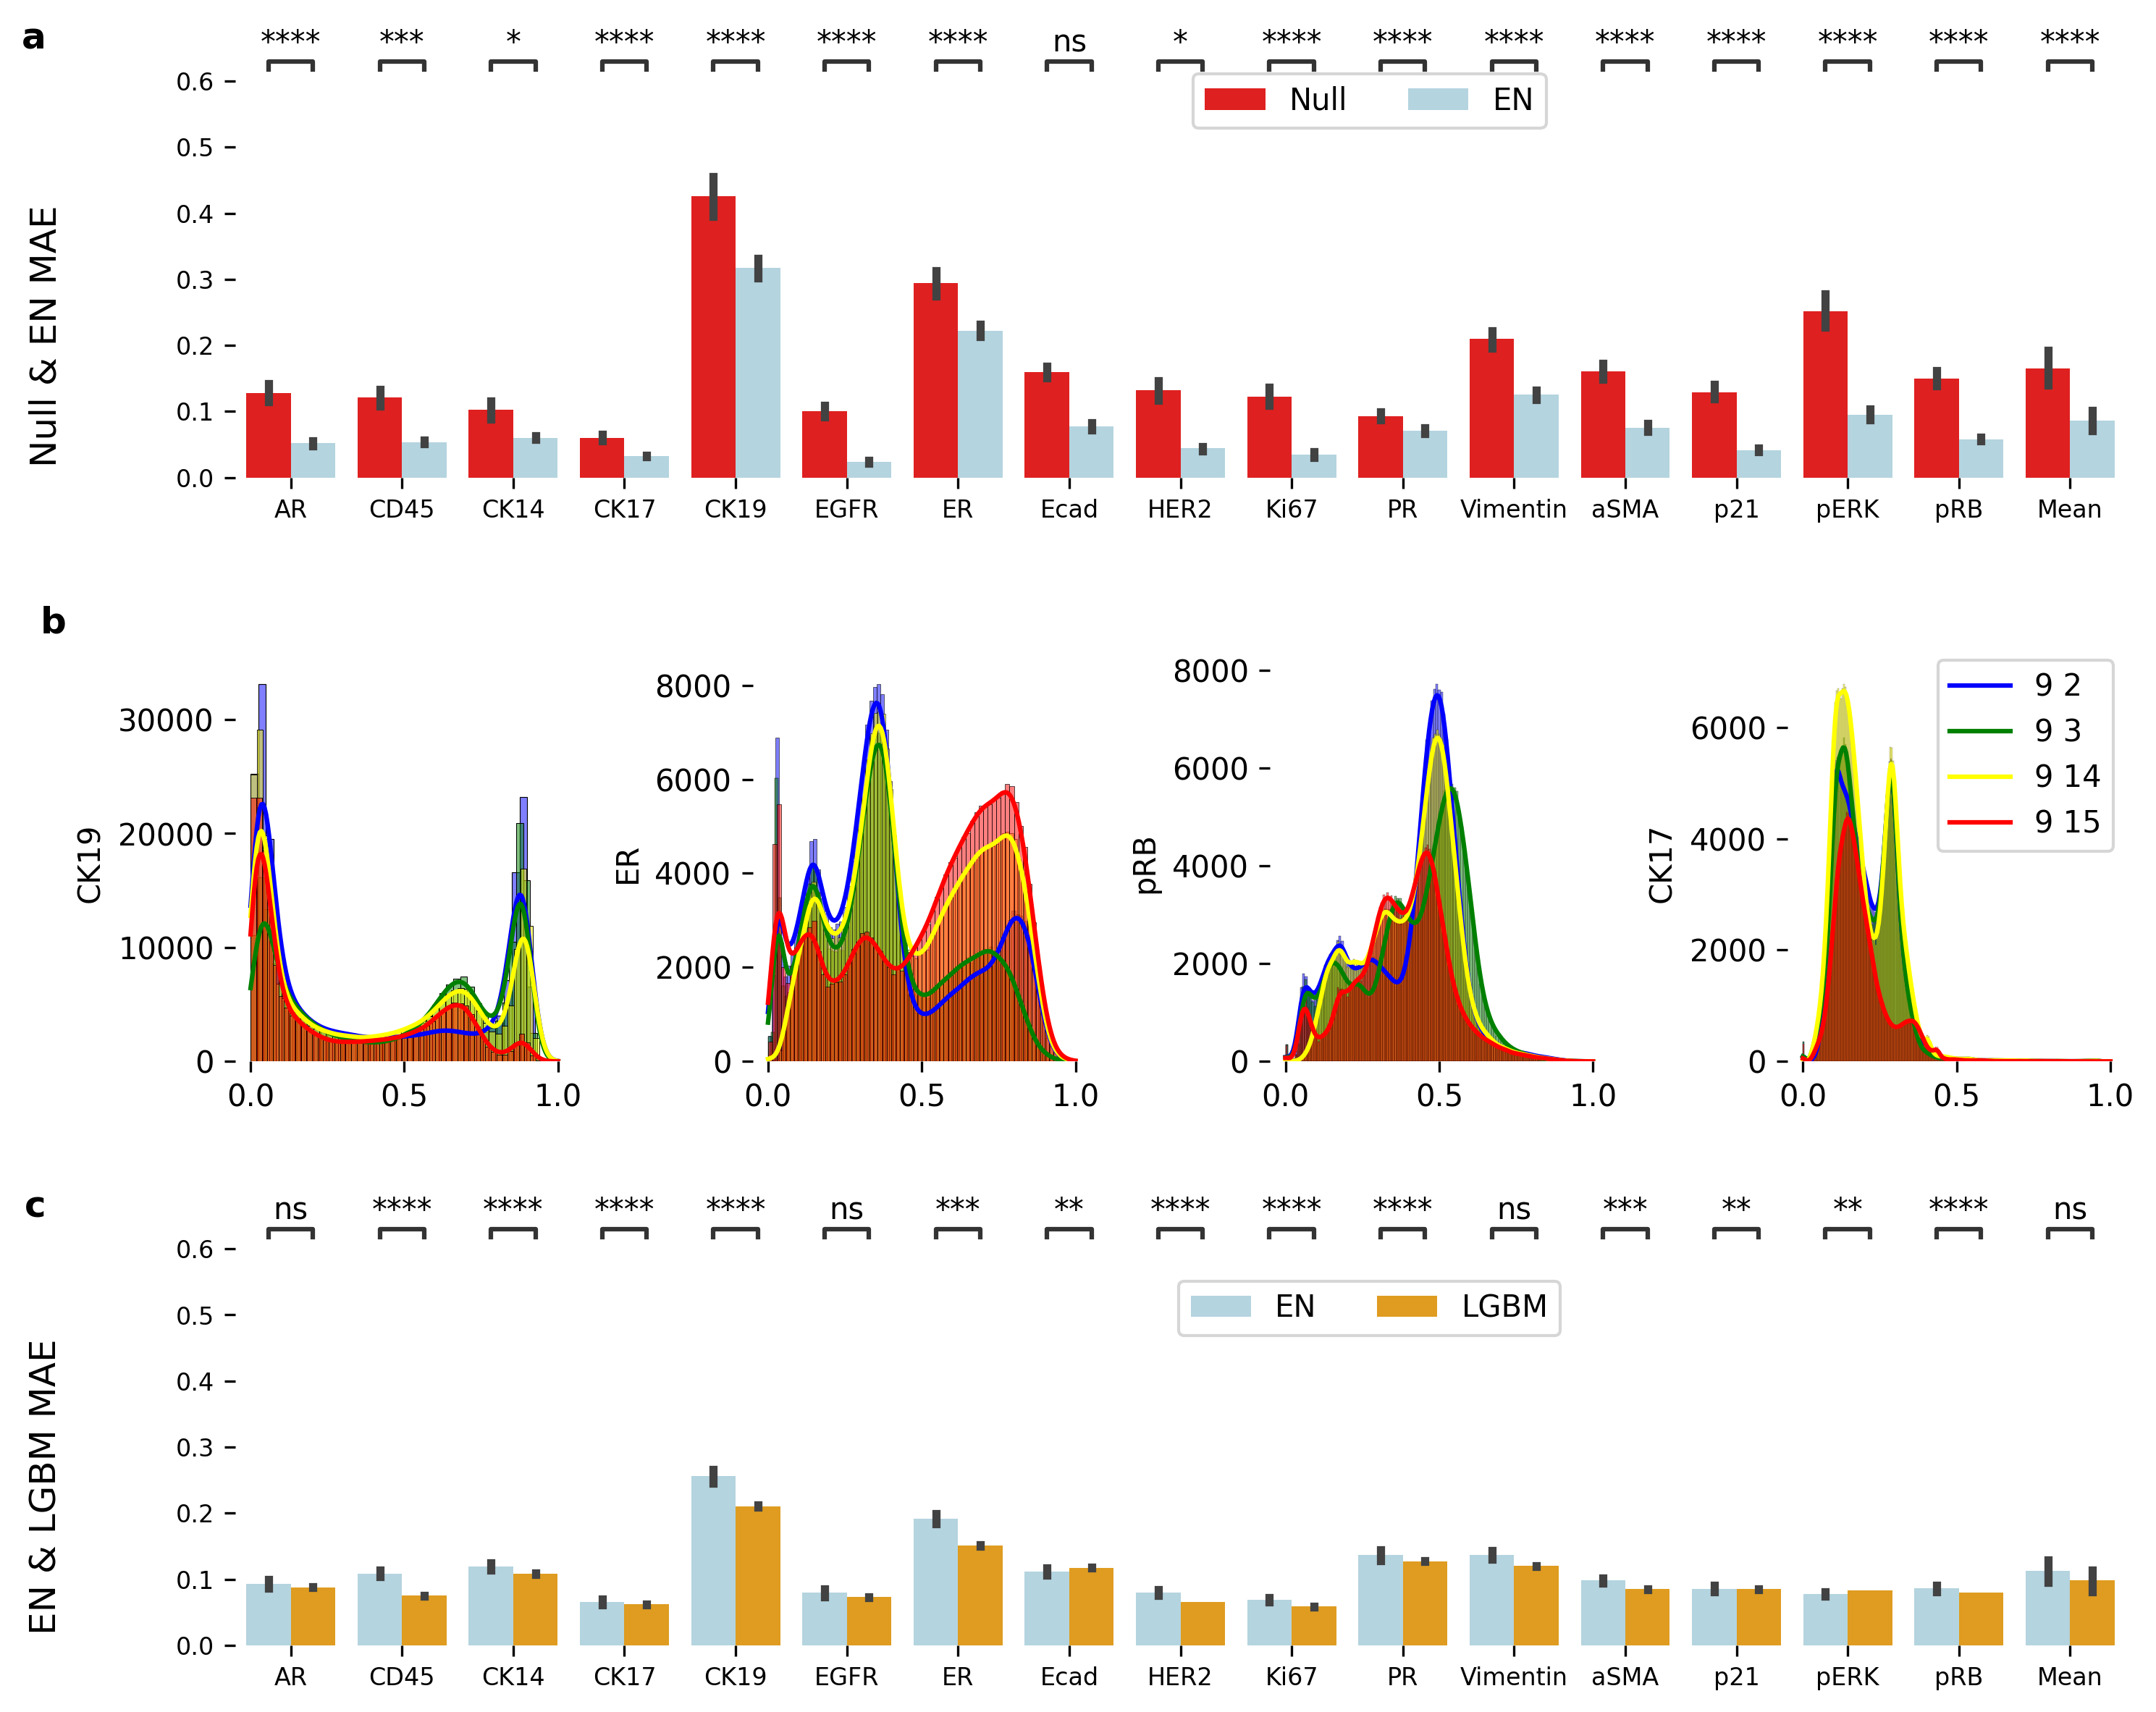 a
**** *** * **** **** **** **** ns * **** **** **** **** **** **** **** ****
Null EN
Null & EN MAE
0.6
0.5
0.4
0.3
0.2
0.1
0.0
AR CD45 CK14 CK17 CK19 EGFR ER Ecad HER2 Ki67 PR Vimentin aSMA p21 pERK pRB Mean
b
CK19
30000
20000
10000
0
0.0 0.5 1.0
ER
8000
6000
4000
2000
0
0.0 0.5 1.0
pRB
8000
6000
4000
2000
0
0.0 0.5 1.0
CK17
6000
4000
2000
0
0.0 0.5 1.0
9 2
9 3
9 14
9 15
c
ns **** **** **** **** ns *** ** **** **** **** ns *** ** ** **** ns
EN LGBM
EN & LGBM MAE
0.6
0.5
0.4
0.3
0.2
0.1
0.0
AR CD45 CK14 CK17 CK19 EGFR ER Ecad HER2 Ki67 PR Vimentin aSMA p21 pERK pRB Mean